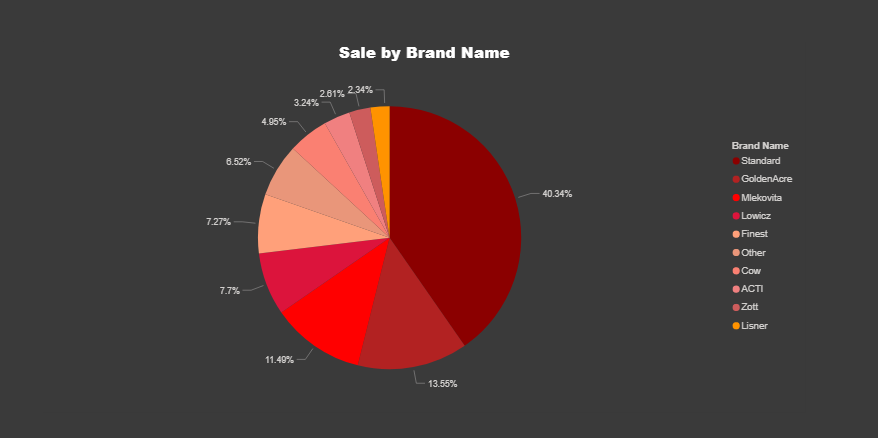 Sale by Brand Name
2.34%
2.61%
3.24%
4.95%
6.52%
7.27%
7.7%
11.49%
13.55%
40.34%
Brand Name
Standard
GoldenAcre
Mlekovita
Lowicz
Finest
Other
Cow
ACTI
Zott
Lisner